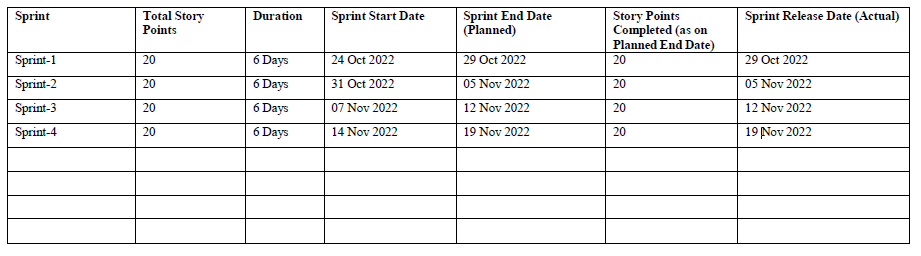 Sprint Total Story Points Duration Sprint Start Date Sprint End Date (Planned) Story Points Completed (as on Planned End Date) Sprint Release Date (Actual)
Sprint-1 20 6 Days 24 Oct 2022 29 Oct 2022 20 29 Oct 2022
Sprint-2 20 6 Days 31 Oct 2022 05 Nov 2022 20 05 Nov 2022
Sprint-3 20 6 Days 07 Nov 2022 12 Nov 2022 20 12 Nov 2022
Sprint-4 20 6 Days 14 Nov 2022 19 Nov 2022 20 19 Nov 2022